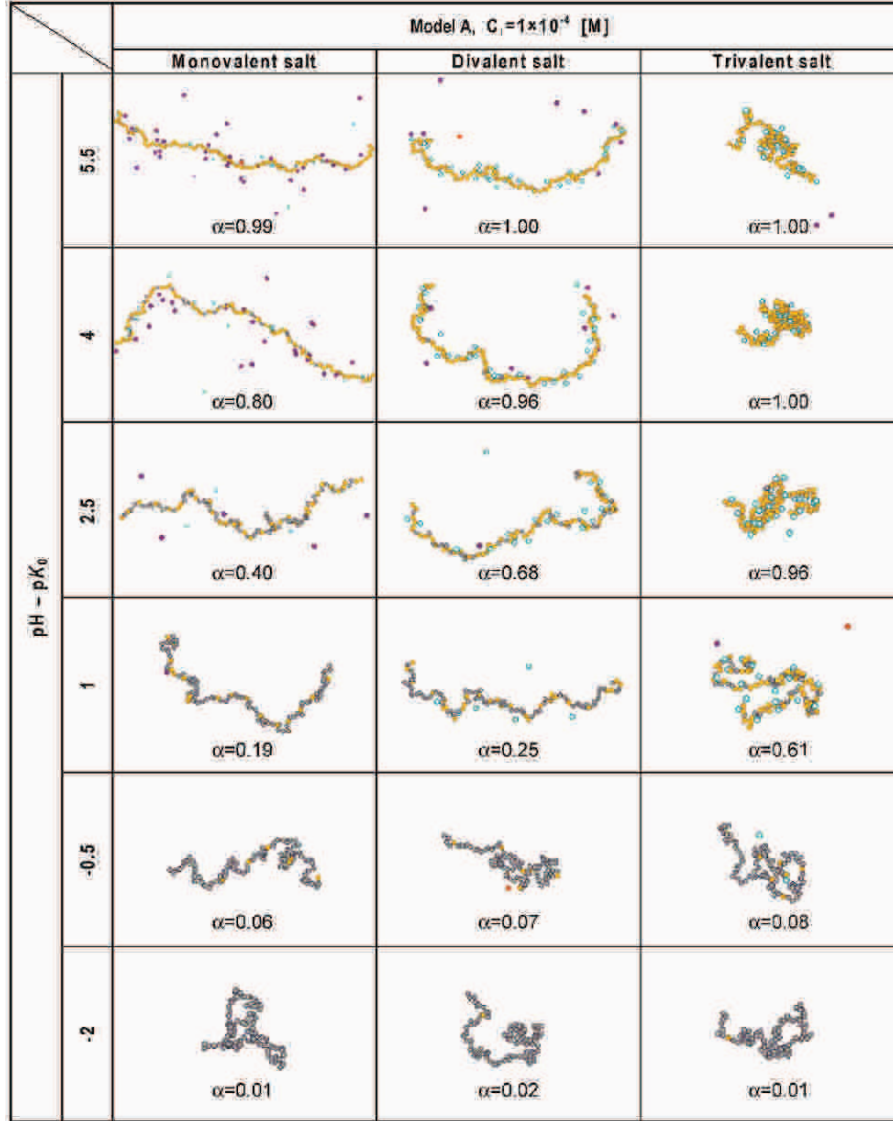 Model A, Cᵢ=1×10⁻⁴ [M]
Monovalent salt Divalent salt Trivalent salt
pH – pK₀
5.5
α=0.99 α=1.00 α=1.00
4
α=0.80 α=0.96 α=1.00
2.5
α=0.40 α=0.68 α=0.96
1
α=0.19 α=0.25 α=0.61
-0.5
α=0.06 α=0.07 α=0.08
-2
α=0.01 α=0.02 α=0.01